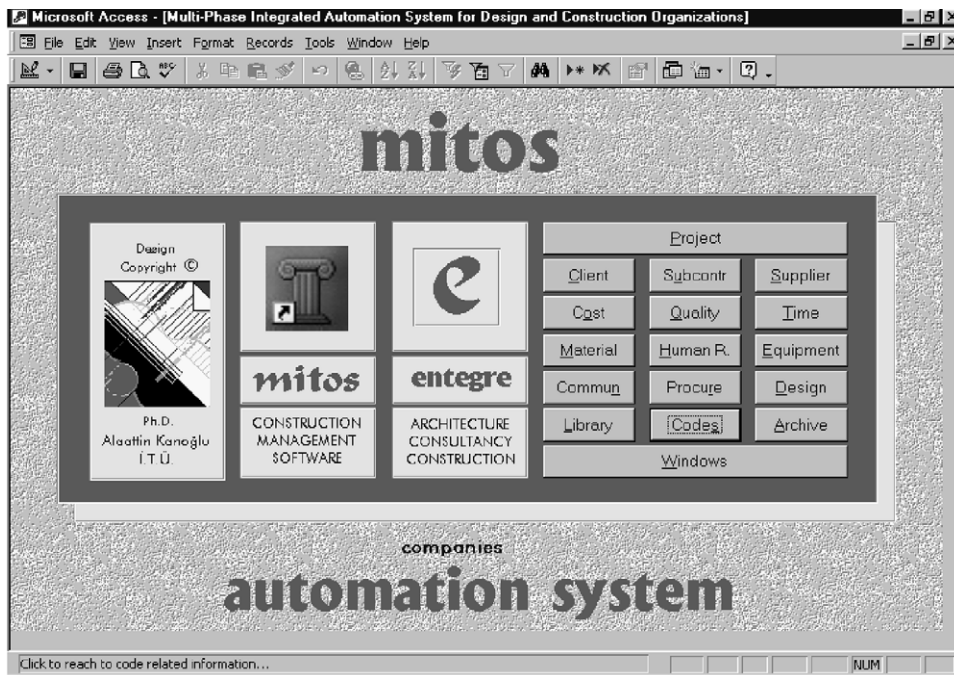 Microsoft Access - [Multi-Phase Integrated Automation System for Design and Construction Organizations]
File Edit View Insert Format Records Tools Window Help
mitos
Design
Copyright ©
Ph.D.
Alaattin Kanoğlu
İ.T.Ü.
mitos
CONSTRUCTION
MANAGEMENT
SOFTWARE
e
entegre
ARCHITECTURE
CONSULTANCY
CONSTRUCTION
Project
Client Subcontr Supplier
Cost Quality Time
Material Human R. Equipment
Commun Procure Design
Library Codes Archive
Windows
companies
automation system
Click to reach to code related information...
NUM